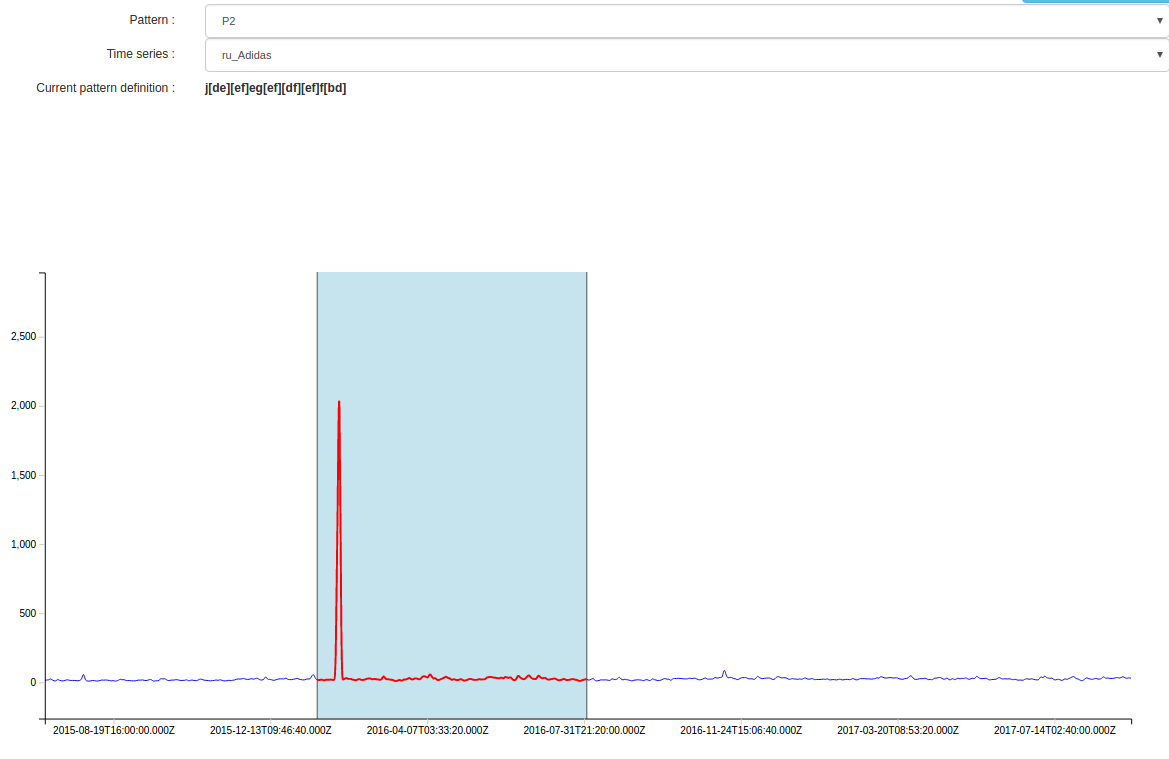 Pattern :
P2
Time series :
ru_Adidas
Current pattern definition :
j[de][ef]eg[ef][df][ef]f[bd]
2,500
2,000
1,500
1,000
500
0
2015-08-19T16:00:00.000Z
2015-12-13T09:46:40.000Z
2016-04-07T03:33:20.000Z
2016-07-31T21:20:00.000Z
2016-11-24T15:06:40.000Z
2017-03-20T08:53:20.000Z
2017-07-14T02:40:00.000Z